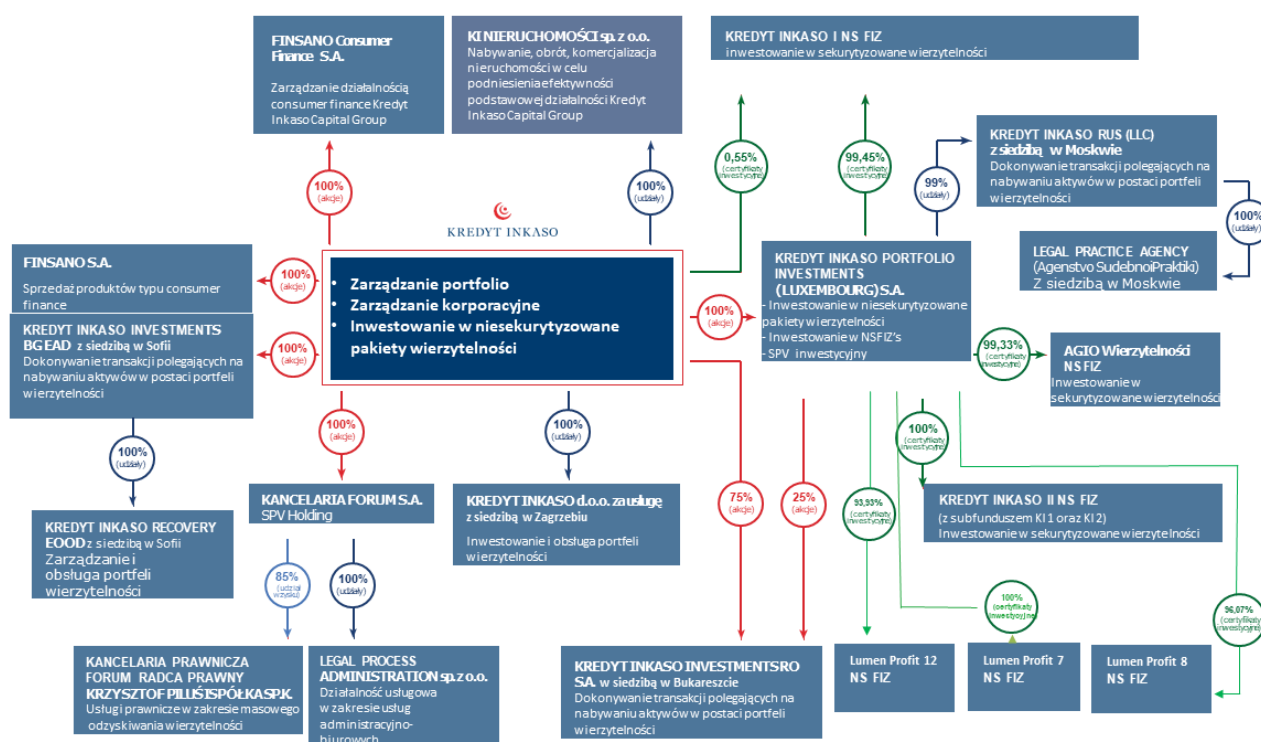 FINSANO Consumer
Finance S.A.
Zarządzanie działalnością
consumer finance Kredyt
Inkaso Capital Group
KI NIERUCHOMOŚCI sp. z o.o.
Nabywanie, obrót, komercjalizacja
nieruchomości w celu
podniesienia efektywności
podstawowej działalności Kredyt
Inkaso Capital Group
KREDYT INKASO I NS FIZ
inwestowanie w sekurytyzowane wierzytelności
100%
(akcje)
100%
(udziały)
0,55%
(certyfikaty
inwestycyjne)
99,45%
(certyfikaty
inwestycyjne)
99%
(udziały)
KREDYT INKASO RUS (LLC)
z siedzibą w Moskwie
Dokonywanie transakcji polegających na
nabywaniu aktywów w postaci portfeli
wierzytelności
100%
(udziały)
LEGAL PRACTICE AGENCY
(Agenstvo SudebnoiPraktiki)
Z siedzibą w Moskwie
KREDYT INKASO
• Zarządzanie portfolio
• Zarządzanie korporacyjne
• Inwestowanie w niesekurytyzowane
pakiety wierzytelności
FINSANO S.A.
Sprzedaż produktów typu consumer
finance
100%
(akcje)
KREDYT INKASO INVESTMENTS
BG EAD z siedzibą w Sofii
Dokonywanie transakcji polegających na
nabywaniu aktywów w postaci portfeli
wierzytelności
100%
(akcje)
100%
(akcje)
KREDYT INKASO PORTFOLIO
INVESTMENTS
(LUXEMBOURG) S.A.
- Inwestowanie w niesekurytyzowane
pakiety wierzytelności
- Inwestowanie w NSFIZ's
- SPV inwestycyjny
99,33%
(certyfikaty
inwestycyjne)
AGIO Wierzytelności
NS FIZ
Inwestowanie w
sekurytyzowane wierzytelności
100%
(udziały)
100%
(akcje)
100%
(udziały)
75%
(akcje)
25%
(akcje)
93,93%
(certyfikaty
inwestycyjne)
100%
(certyfikaty
inwestycyjne)
KREDYT INKASO RECOVERY
EOOD z siedzibą w Sofii
Zarządzanie i
obsługa portfeli
wierzytelności
KANCELARIA FORUM S.A.
SPV Holding
KREDYT INKASO d.o.o. za usługę
z siedzibą w Zagrzebiu
Inwestowanie i obsługa portfeli
wierzytelności
KREDYT INKASO II NS FIZ
(z subfunduszem KI 1 oraz KI 2)
Inwestowanie w sekurytyzowane wierzytelności
85%
(udział
w zysku)
100%
(udziały)
100%
(certyfikaty
inwestycyjne)
96,07%
(certyfikaty
inwestycyjne)
KANCELARIA PRAWNICZA
FORUM RADCA PRAWNY
KRZYSZTOF PILUŚ I SPÓŁKA SP.K.
Usługi prawnicze w zakresie masowego
odzyskiwania wierzytelności
LEGAL PROCESS
ADMINISTRATION sp. z o.o.
Działalność usługowa
w zakresie usług
administracyjno-
biurowych
KREDYT INKASO INVESTMENTS RO
S.A. w siedzibą w Bukareszcie
Dokonywanie transakcji polegających na
nabywaniu aktywów w postaci portfeli
wierzytelności
Lumen Profit 12
NS FIZ
Lumen Profit 7
NS FIZ
Lumen Profit 8
NS FIZ